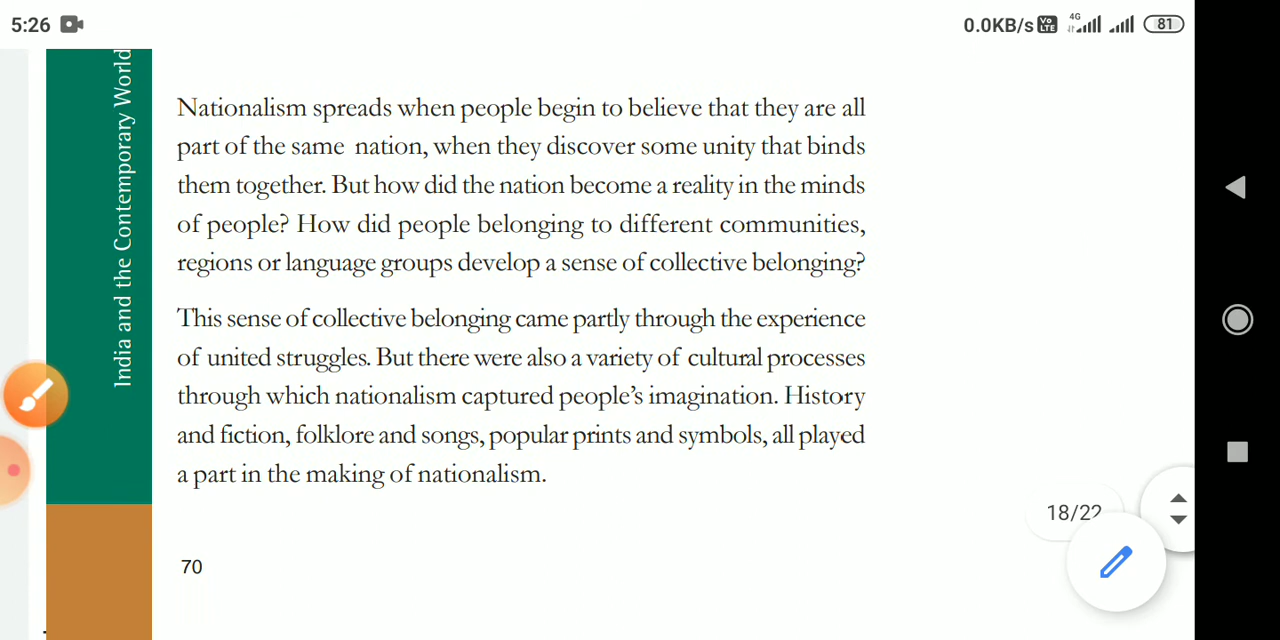 5:26
0.0KB/s Vo LTE 4G 81
India and the Contemporary World
Nationalism spreads when people begin to believe that they are all
part of the same nation, when they discover some unity that binds
them together. But how did the nation become a reality in the minds
of people? How did people belonging to different communities,
regions or language groups develop a sense of collective belonging?
This sense of collective belonging came partly through the experience
of united struggles. But there were also a variety of cultural processes
through which nationalism captured people’s imagination. History
and fiction, folklore and songs, popular prints and symbols, all played
a part in the making of nationalism.
18/22
70